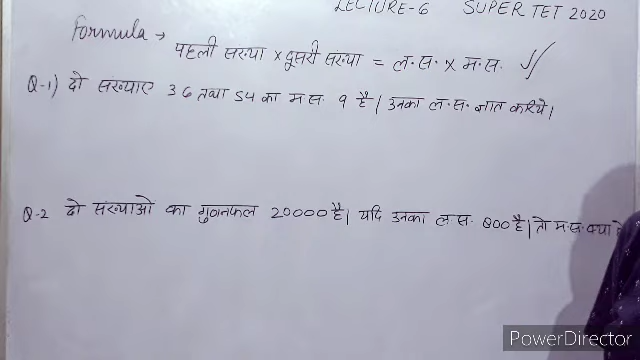 LECTURE-6 SUPER TET 2020
Formula → पहली संख्या × दूसरी संख्या = ल.स. × म.स.
Q-1) दो संख्याए 36 तथा 54 का म.स. 9 है। उनका ल.स. ज्ञात करिये।
Q-2 दो संख्याओ का गुणनफल 20000 है। यदि उनका ल.स. 800 है। तो म.स. क्या
PowerDirector